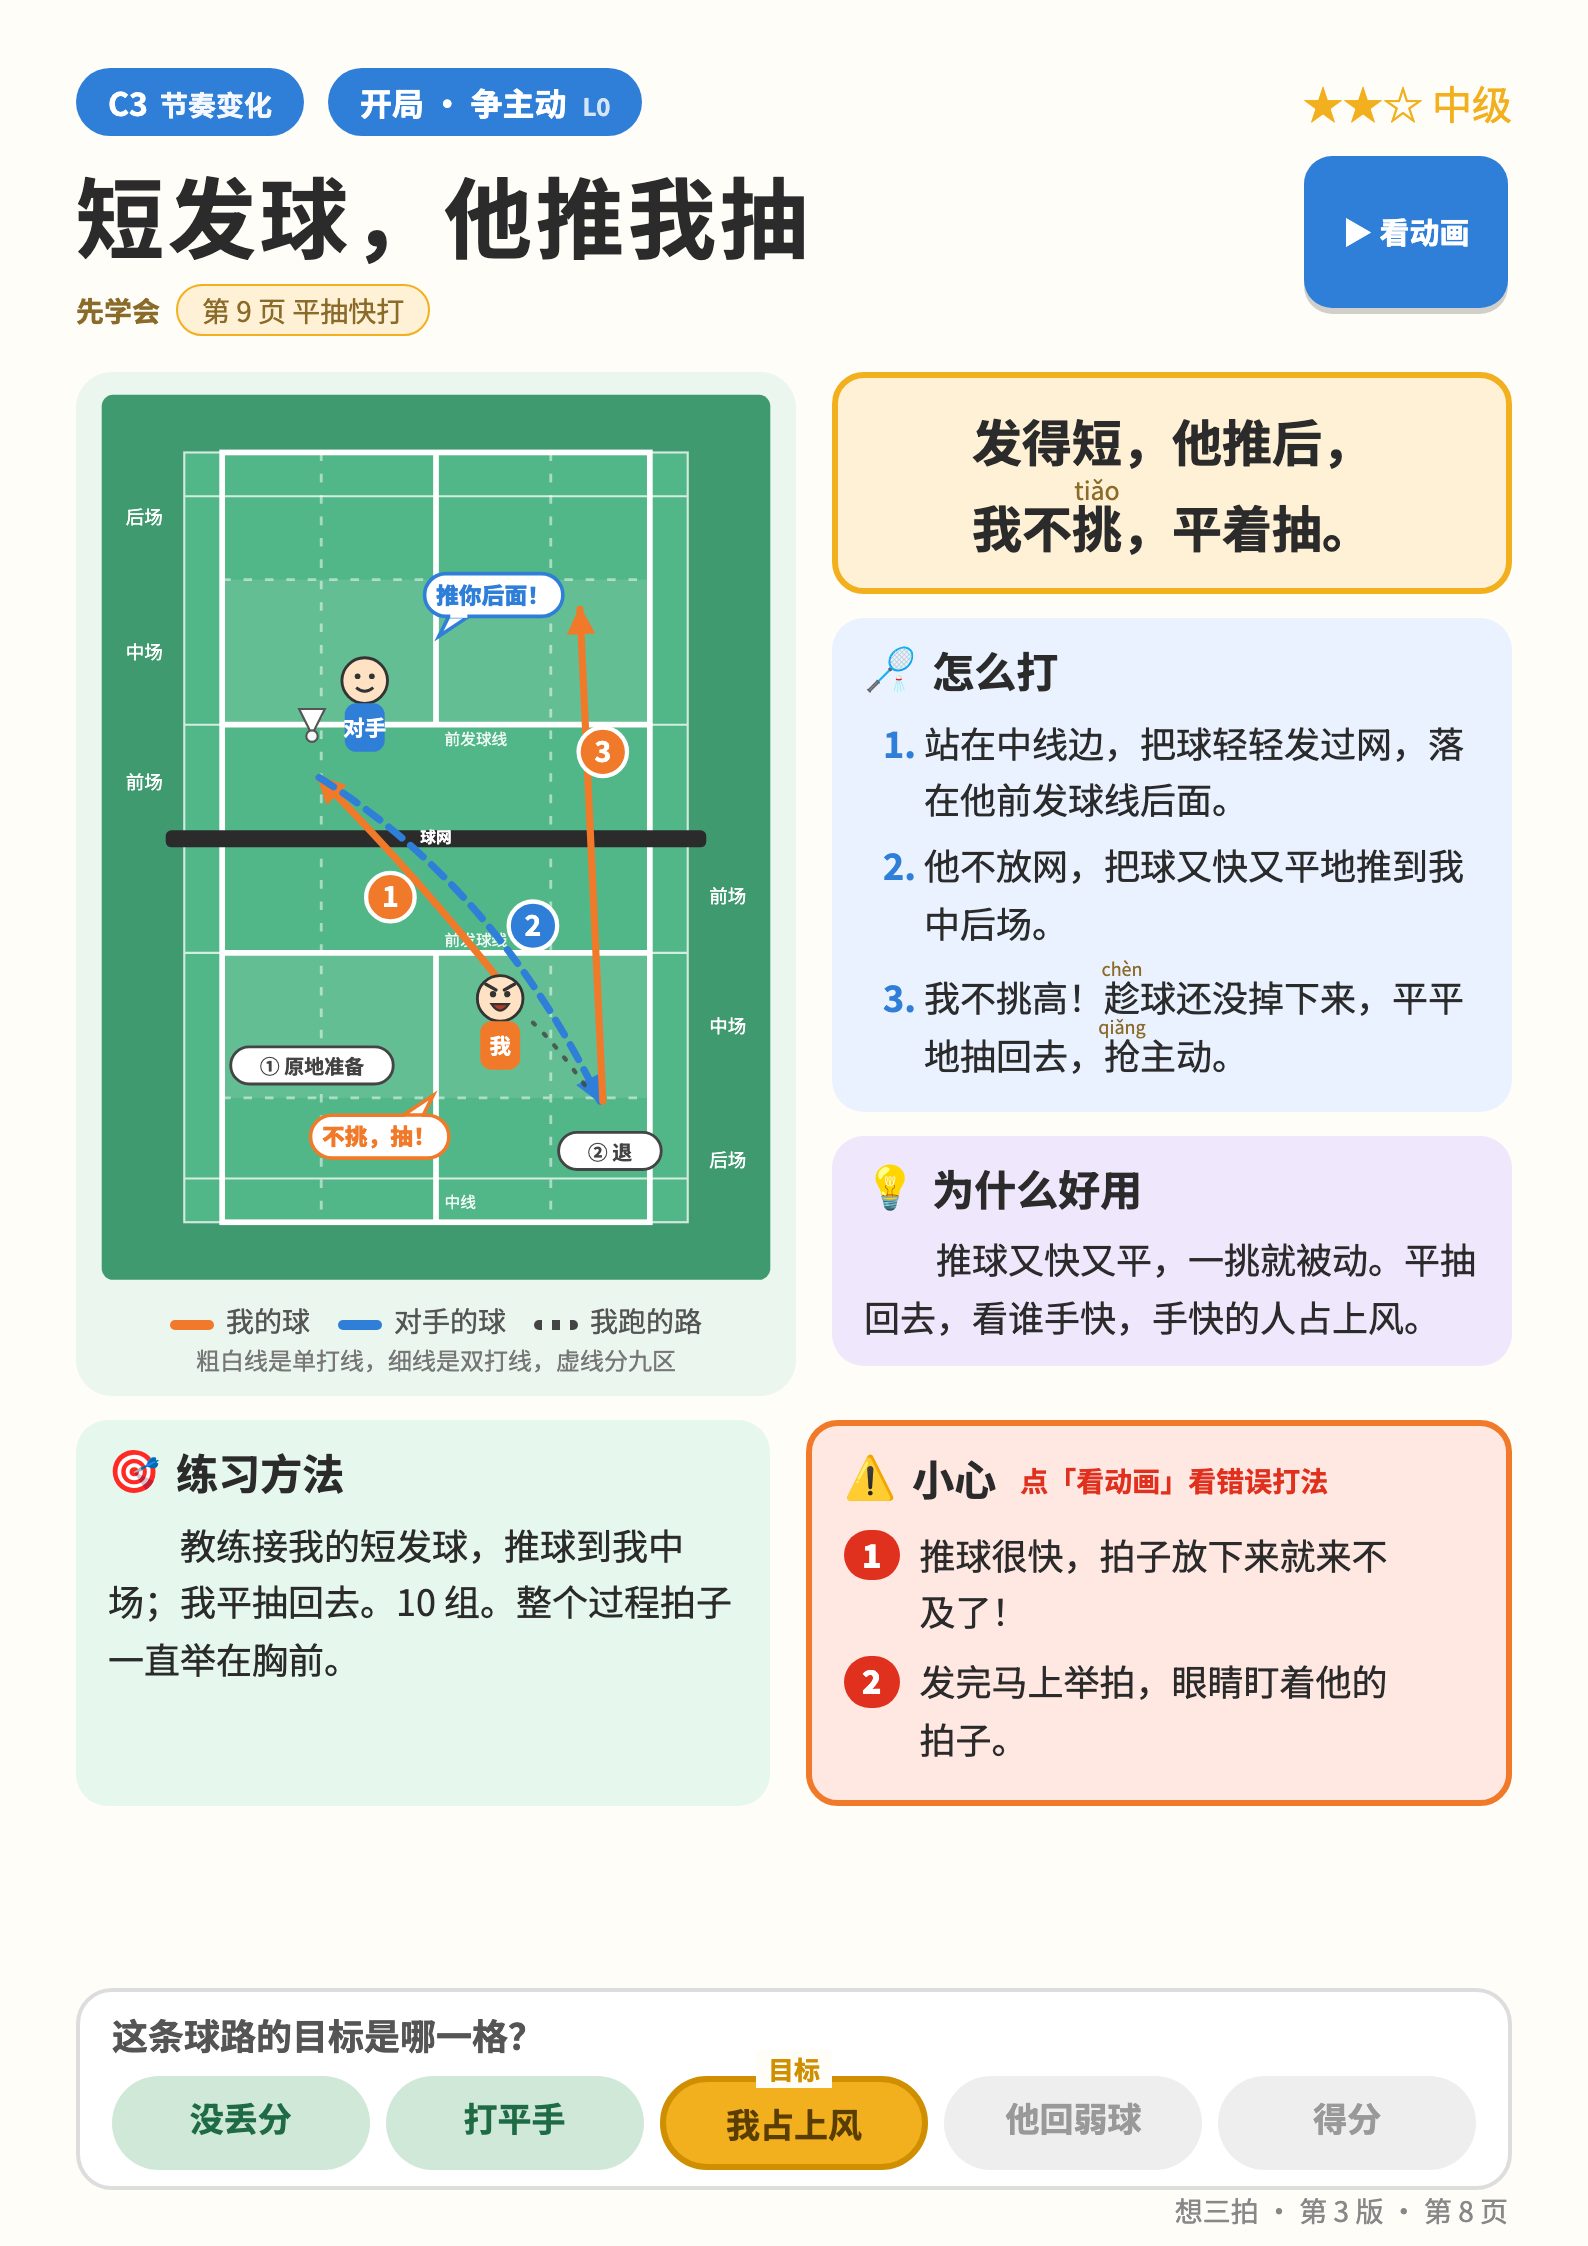 C3 节奏变化
开局 · 争主动 L0
★★☆ 中级
短发球，他推我抽
▶ 看动画
先学会 第 9 页 平抽快打
后场
中场
前场
推你后面！
对手
前发球线
3
球网
1
2
前发球线
前场
我
中场
① 原地准备
不挑，抽！
② 退
后场
中线
我的球 对手的球 我跑的路
粗白线是单打线，细线是双打线，虚线分九区
发得短，他推后，
tiǎo
我不挑，平着抽。
怎么打
1. 站在中线边，把球轻轻发过网，落
在他前发球线后面。
2. 他不放网，把球又快又平地推到我
中后场。
chèn
3. 我不挑高！趁球还没掉下来，平平
qiǎng
地抽回去，抢主动。
为什么好用
推球又快又平，一挑就被动。平抽
回去，看谁手快，手快的人占上风。
练习方法
教练接我的短发球，推球到我中
场；我平抽回去。10 组。整个过程拍子
一直举在胸前。
小心 点「看动画」看错误打法
1 推球很快，拍子放下来就来不
及了！
2 发完马上举拍，眼睛盯着他的
拍子。
这条球路的目标是哪一格？
目标
没丢分 打平手 我占上风 他回弱球 得分
想三拍 · 第 3 版 · 第 8 页